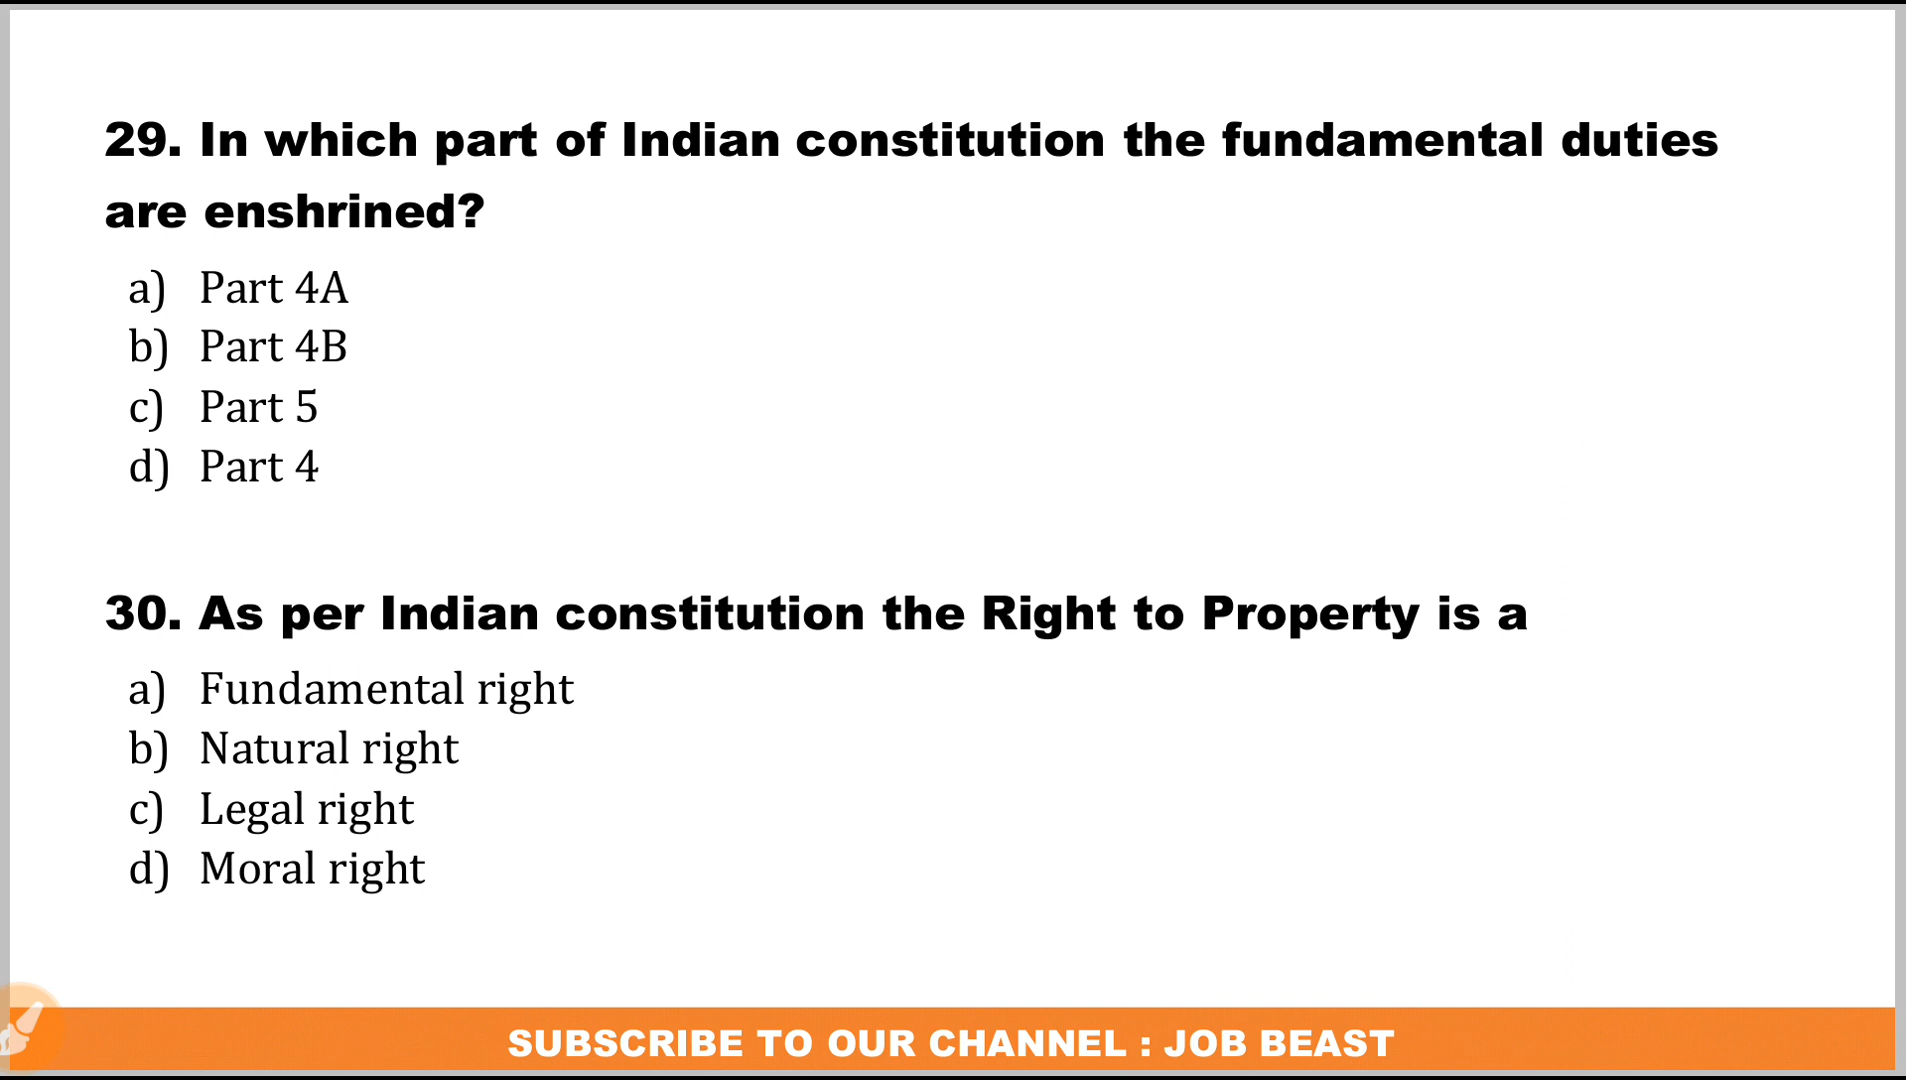 29. In which part of Indian constitution the fundamental duties
are enshrined?
a) Part 4A
b) Part 4B
c) Part 5
d) Part 4
30. As per Indian constitution the Right to Property is a
a) Fundamental right
b) Natural right
c) Legal right
d) Moral right
SUBSCRIBE TO OUR CHANNEL : JOB BEAST